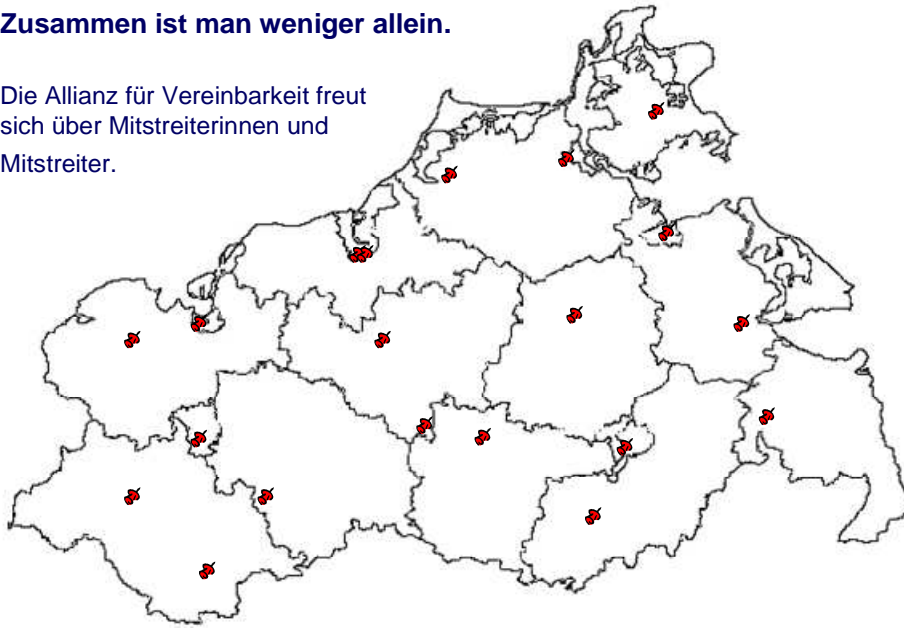 Zusammen ist man weniger allein.
Die Allianz für Vereinbarkeit freut
sich über Mitstreiterinnen und
Mitstreiter.